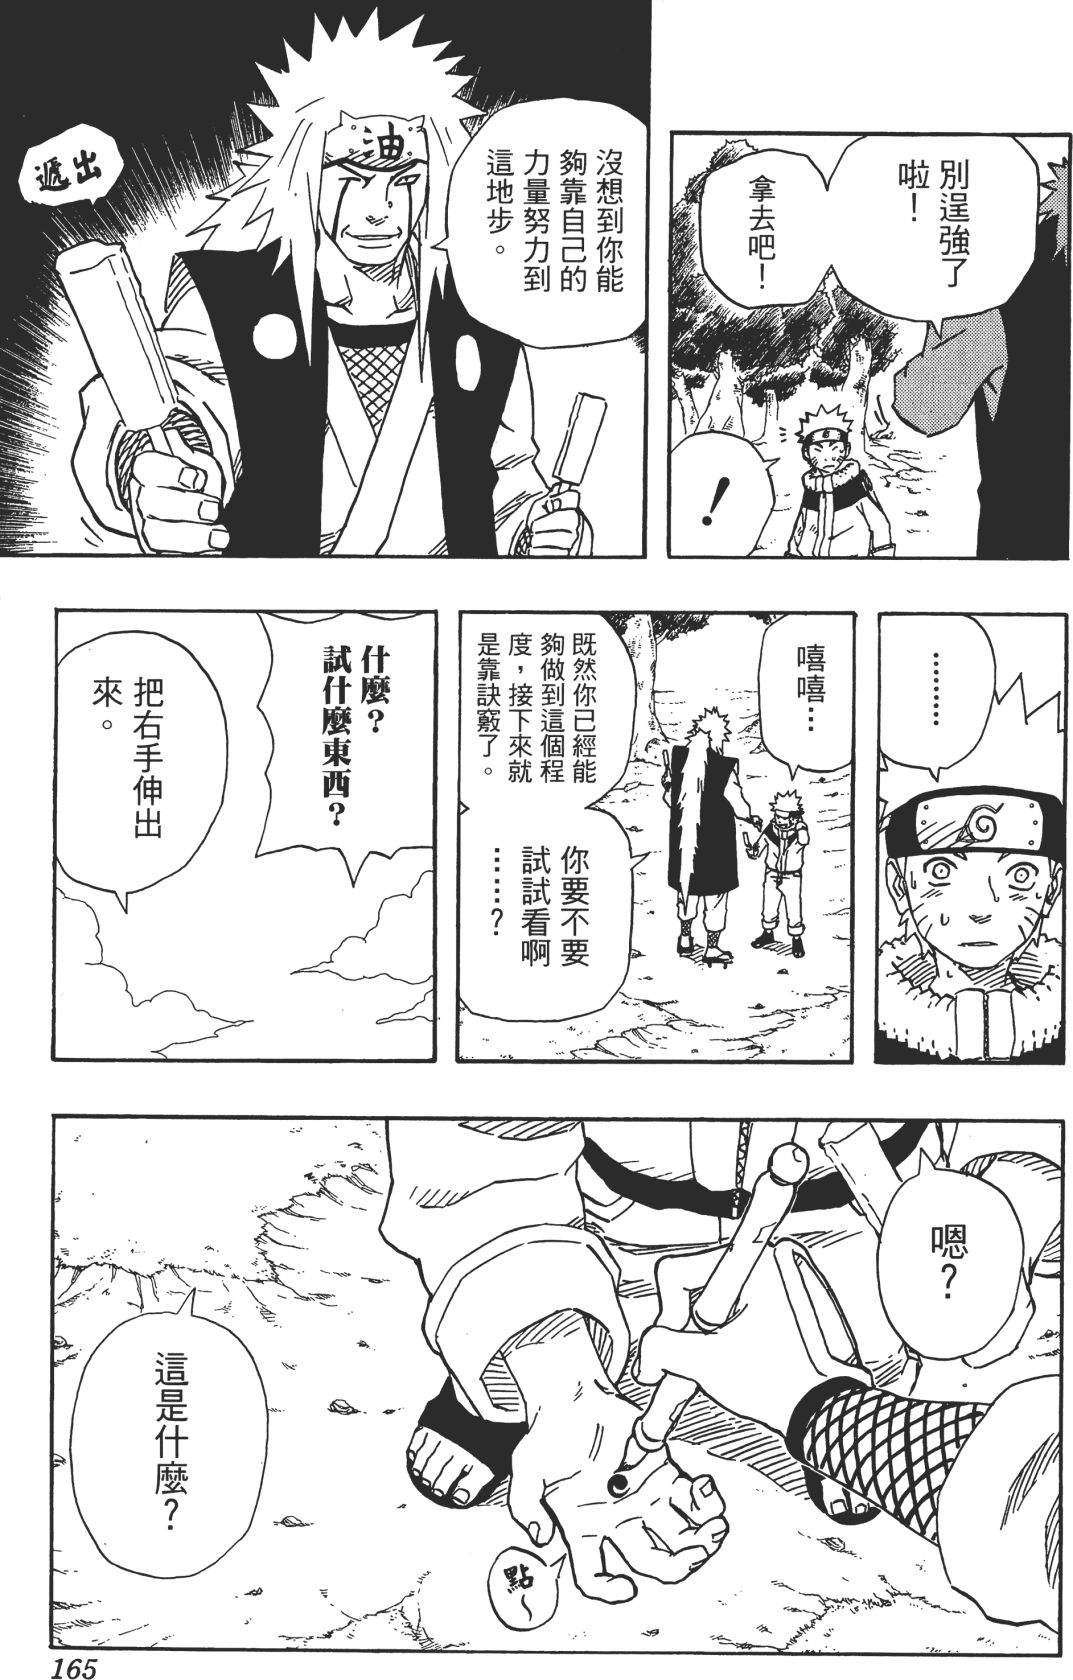 別逞強了
啦！
拿去吧！
！
沒想到你能
夠靠自己的
力量努力到
這地步。
遞出
油
………
嘻嘻…
既然你已經能
夠做到這個程
度，接下來就
是靠訣竅了。
你要不要
試試看啊
……？
什麼？
試什麼東西？
把右手伸出
來。
嗯？
點～
這是什麼？
165